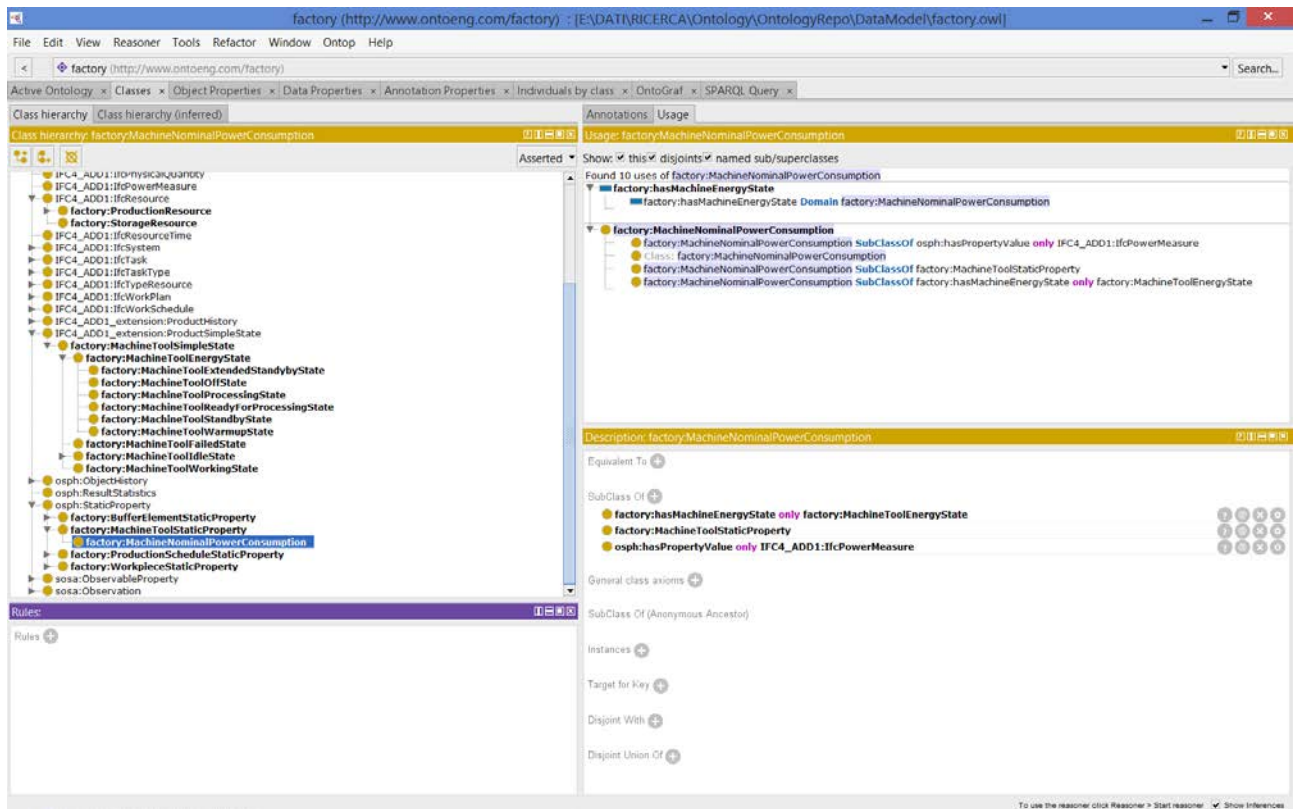 factory (http://www.ontoeng.com/factory) : [E:\DATI\RICERCA\Ontology\OntologyRepo\DataModel\factory.owl]
File Edit View Reasoner Tools Refactor Window Ontop Help
< factory (http://www.ontoeng.com/factory) Search...
Active Ontology × Classes × Object Properties × Data Properties × Annotation Properties × Individuals by class × OntoGraf × SPARQL Query ×
Class hierarchy Class hierarchy (inferred)
Class hierarchy: factory:MachineNominalPowerConsumption
Asserted
IFC4_ADD1:IfcPhysicalQuantity
IFC4_ADD1:IfcPowerMeasure
IFC4_ADD1:IfcResource
factory:ProductionResource
factory:StorageResource
IFC4_ADD1:IfcResourceTime
IFC4_ADD1:IfcSystem
IFC4_ADD1:IfcTask
IFC4_ADD1:IfcTaskType
IFC4_ADD1:IfcTypeResource
IFC4_ADD1:IfcWorkPlan
IFC4_ADD1:IfcWorkSchedule
IFC4_ADD1_extension:ProductHistory
IFC4_ADD1_extension:ProductSimpleState
factory:MachineToolSimpleState
factory:MachineToolEnergyState
factory:MachineToolExtendedStandbyState
factory:MachineToolOffState
factory:MachineToolProcessingState
factory:MachineToolReadyForProcessingState
factory:MachineToolStandbyState
factory:MachineToolWarmupState
factory:MachineToolFailedState
factory:MachineToolIdleState
factory:MachineToolWorkingState
osph:ObjectHistory
osph:ResultStatistics
osph:StaticProperty
factory:BufferElementStaticProperty
factory:MachineToolStaticProperty
factory:MachineNominalPowerConsumption
factory:ProductionScheduleStaticProperty
factory:WorkpieceStaticProperty
sosa:ObservableProperty
sosa:Observation
Rules:
Rules
Annotations Usage
Usage: factory:MachineNominalPowerConsumption
Show: this disjoints named sub/superclasses
Found 10 uses of factory:MachineNominalPowerConsumption
factory:hasMachineEnergyState
factory:hasMachineEnergyState Domain factory:MachineNominalPowerConsumption
factory:MachineNominalPowerConsumption
factory:MachineNominalPowerConsumption SubClassOf osph:hasPropertyValue only IFC4_ADD1:IfcPowerMeasure
Class: factory:MachineNominalPowerConsumption
factory:MachineNominalPowerConsumption SubClassOf factory:MachineToolStaticProperty
factory:MachineNominalPowerConsumption SubClassOf factory:hasMachineEnergyState only factory:MachineToolEnergyState
Description: factory:MachineNominalPowerConsumption
Equivalent To
SubClass Of
factory:hasMachineEnergyState only factory:MachineToolEnergyState
factory:MachineToolStaticProperty
osph:hasPropertyValue only IFC4_ADD1:IfcPowerMeasure
General class axioms
SubClass Of (Anonymous Ancestor)
Instances
Target for Key
Disjoint With
Disjoint Union Of
To use the reasoner click Reasoner > Start reasoner Show Inferences